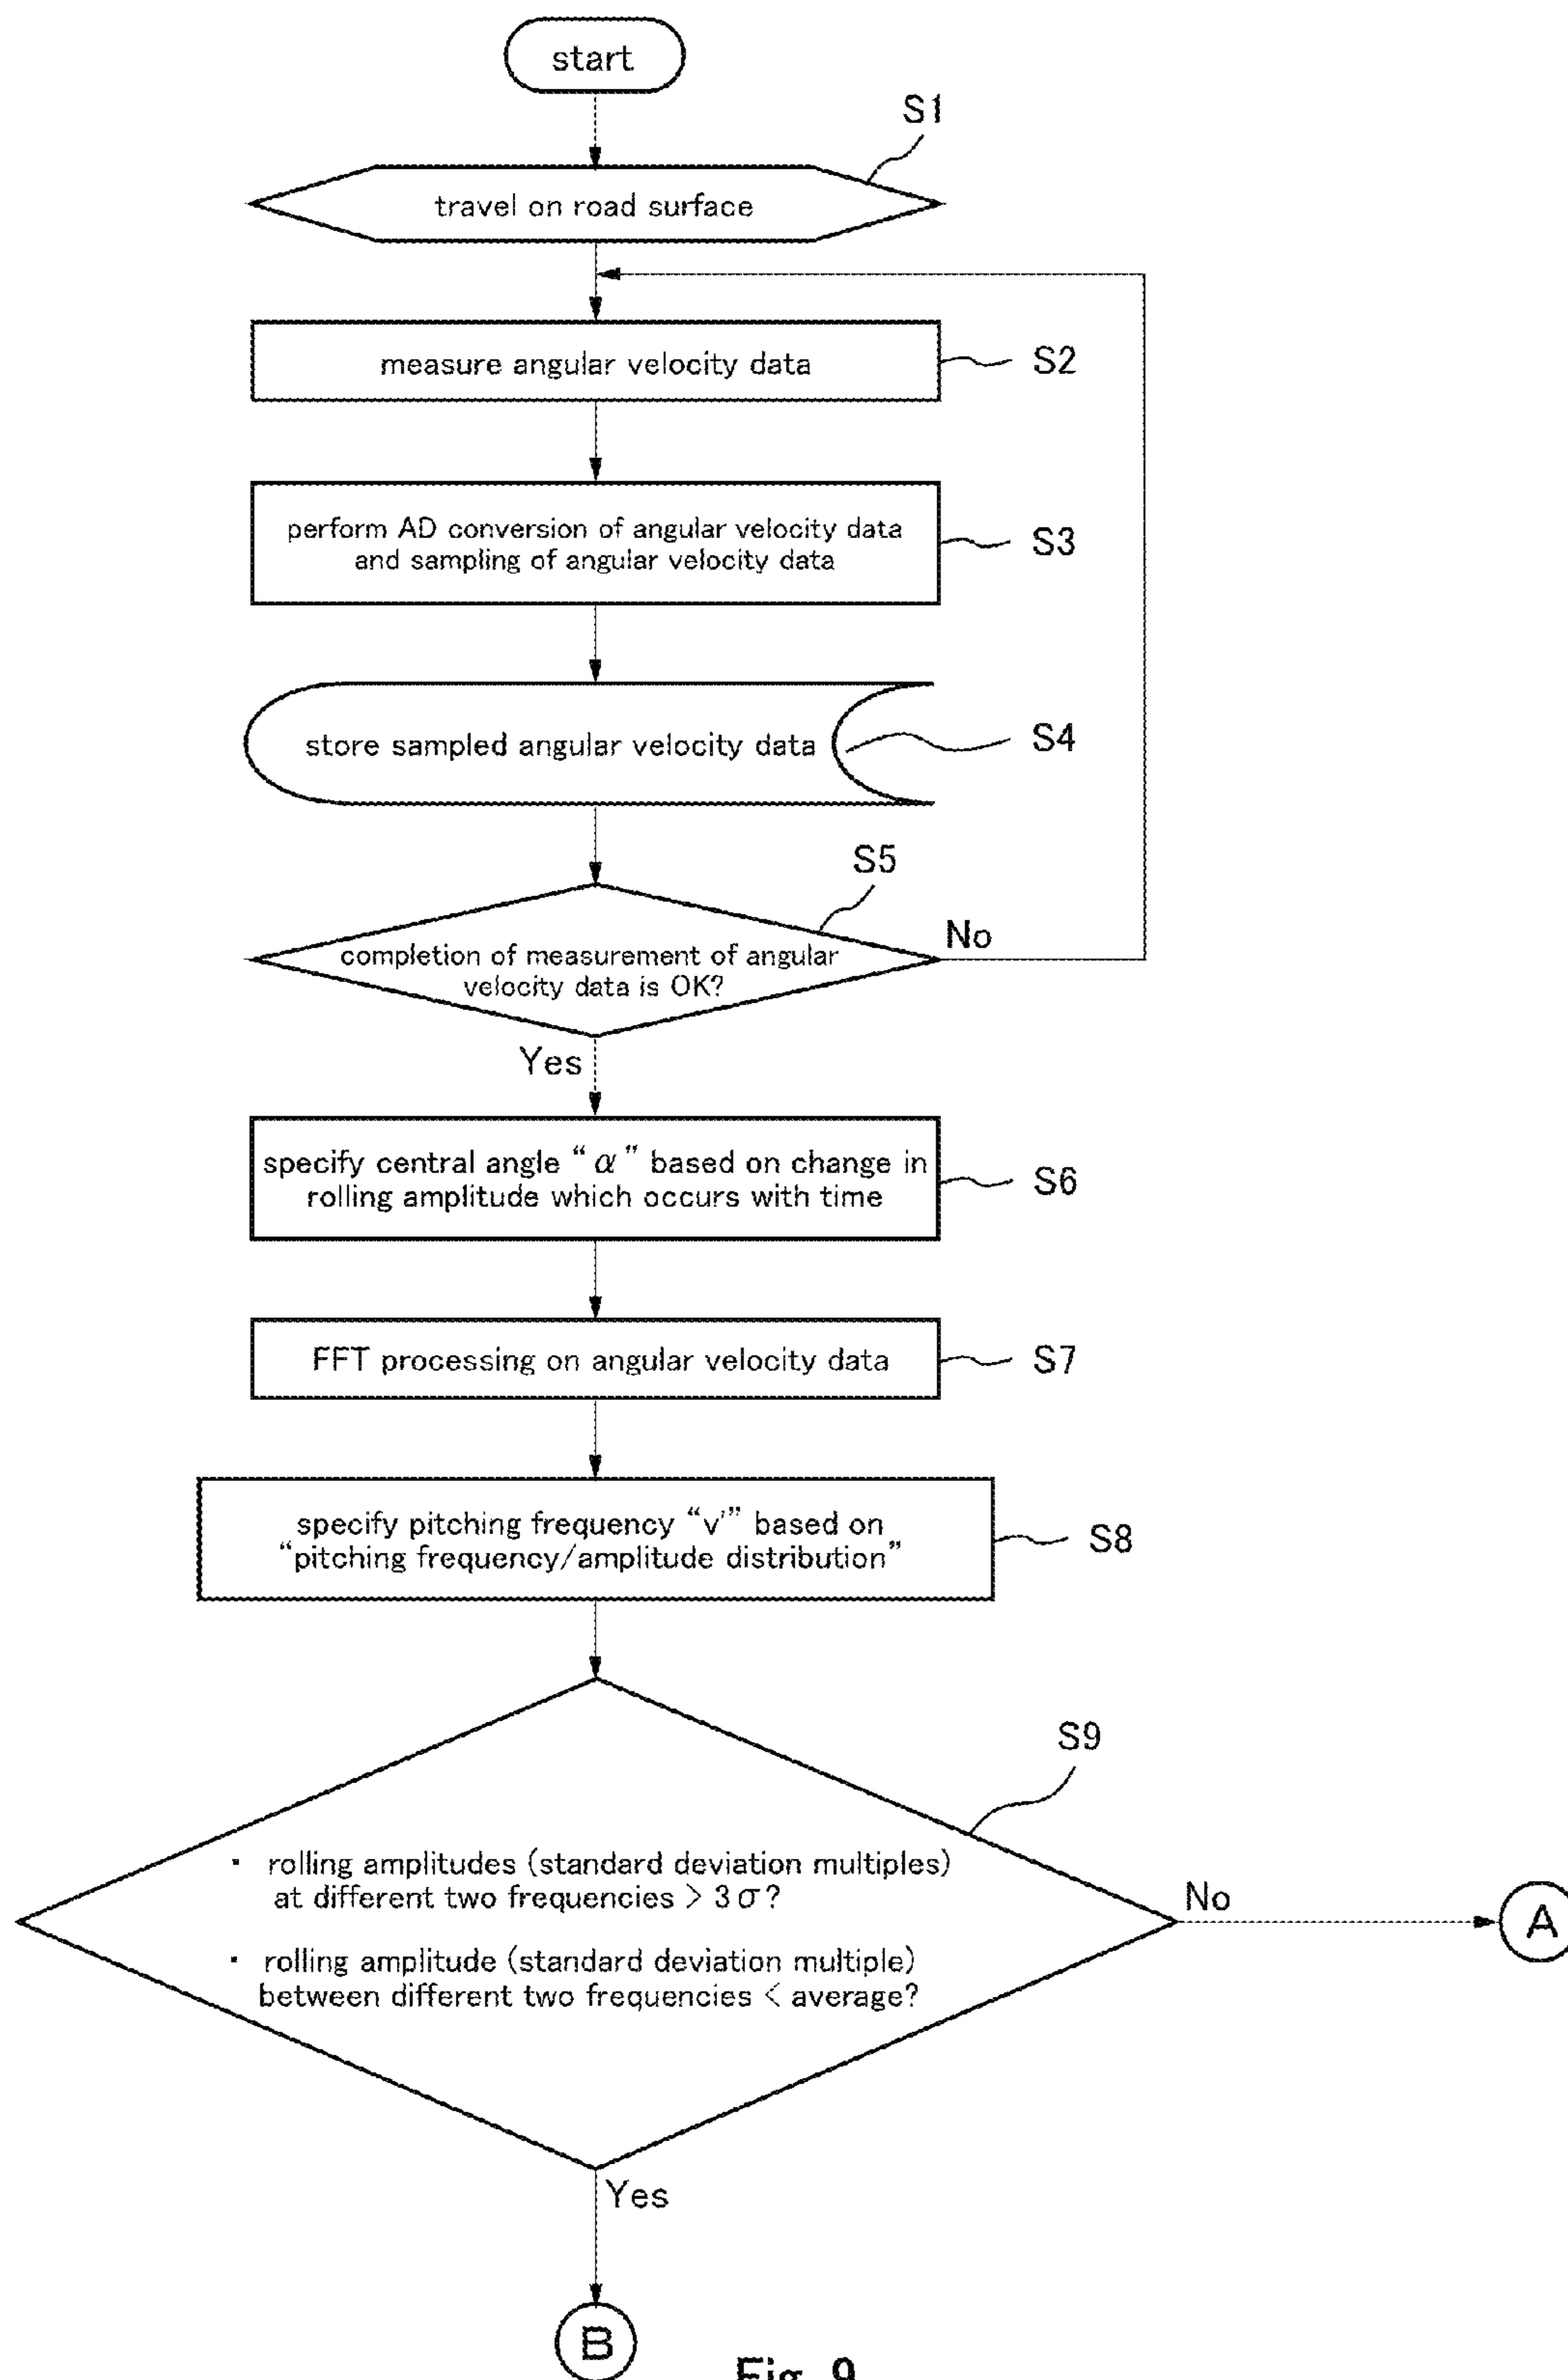 start
S1
travel on road surface
measure angular velocity data
S2
perform AD conversion of angular velocity data
and sampling of angular velocity data
S3
store sampled angular velocity data
S4
S5
completion of measurement of angular
velocity data is OK?
No
Yes
specify central angle “α” based on change in
rolling amplitude which occurs with time
S6
FFT processing on angular velocity data
S7
specify pitching frequency “v'” based on
“pitching frequency/amplitude distribution”
S8
S9
・ rolling amplitudes (standard deviation multiples)
at different two frequencies > 3σ?
・ rolling amplitude (standard deviation multiple)
between different two frequencies < average?
No
A
Yes
B
Fig. 9